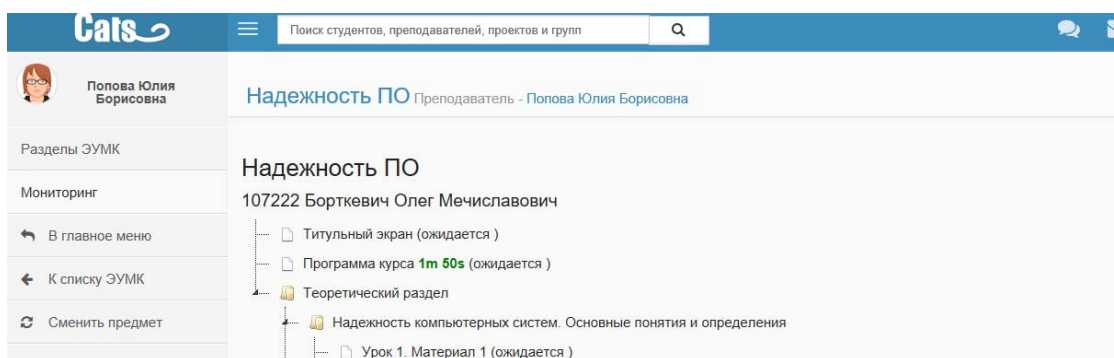 Cats
Поиск студентов, преподавателей, проектов и групп
Попова Юлия
Борисовна
Надежность ПО Преподаватель - Попова Юлия Борисовна
Разделы ЭУМК
Мониторинг
В главное меню
К списку ЭУМК
Сменить предмет
Надежность ПО
107222 Борткевич Олег Мечиславович
Титульный экран (ожидается )
Программа курса 1m 50s (ожидается )
Теоретический раздел
Надежность компьютерных систем. Основные понятия и определения
Урок 1. Материал 1 (ожидается )